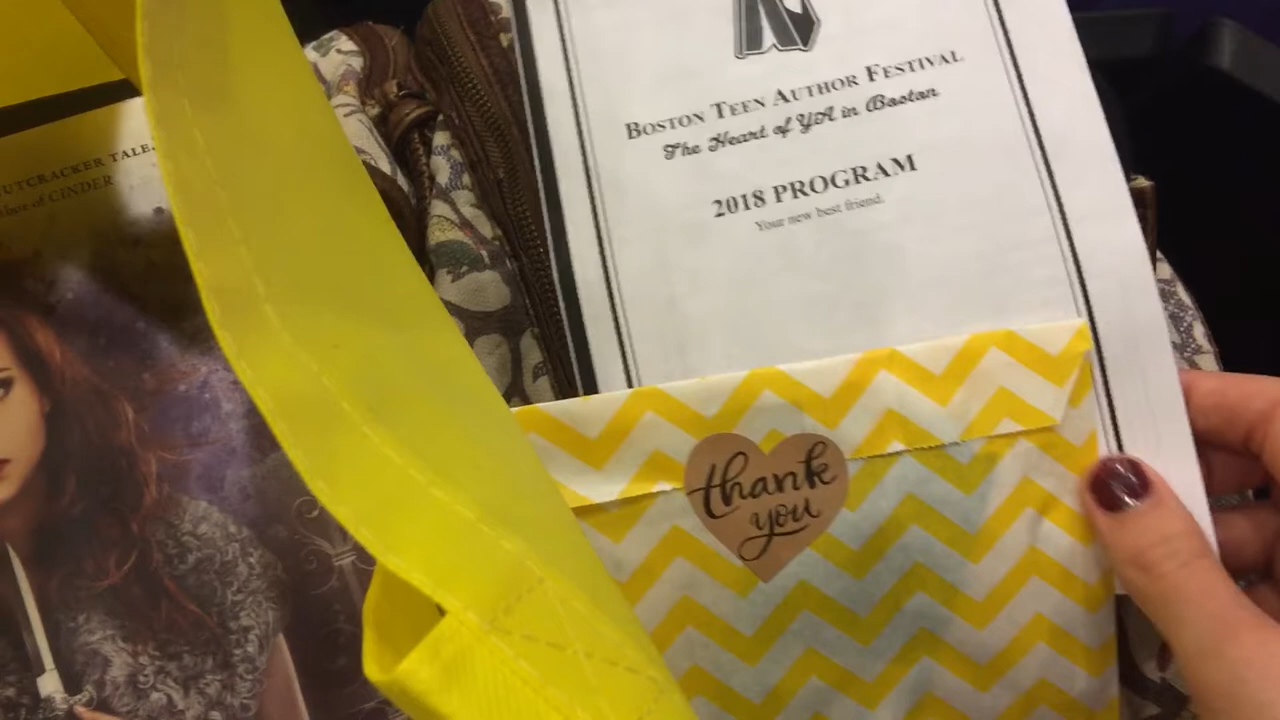 UTCRACKER TALE.
of CINDER
BOSTON TEEN AUTHOR FESTIVAL
The Heart of YA in Boston
2018 PROGRAM
Your new best friend.
thank
you